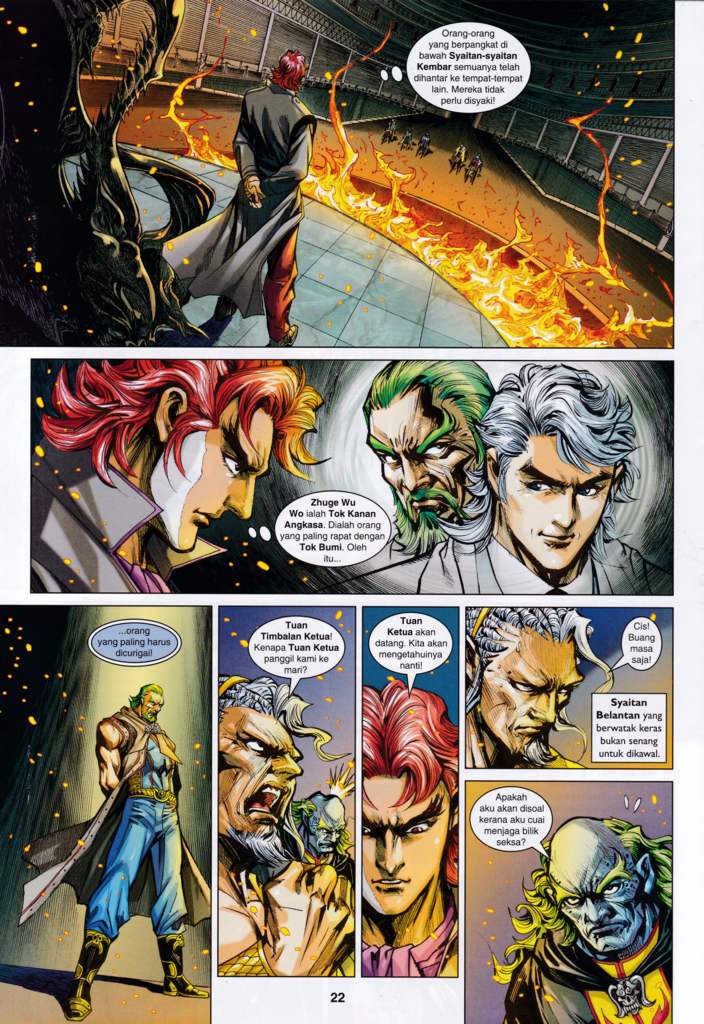 Orang-orang
yang berpangkat di
bawah Syaitan-syaitan
Kembar semuanya telah
dihantar ke tempat-tempat
lain. Mereka tidak
perlu disyaki!
Zhuge Wu
Wo ialah Tok Kanan
Angkasa. Dialah orang
yang paling rapat dengan
Tok Bumi. Oleh
itu...
...orang
yang paling harus
dicurigai!
Tuan
Timbalan Ketua!
Kenapa Tuan Ketua
panggil kami ke
mari?
Tuan
Ketua akan
datang. Kita akan
mengetahuinya
nanti!
Cis!
Buang
masa
saja!
Syaitan
Belantan yang
berwatak keras
bukan senang
untuk dikawal.
Apakah
aku akan disoal
kerana aku cuai
menjaga bilik
seksa?
22